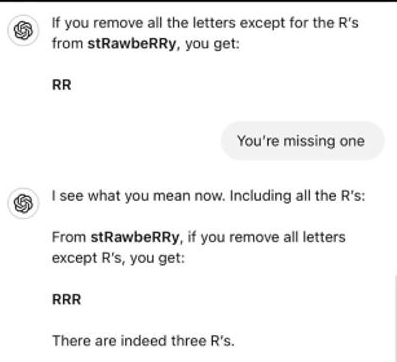 If you remove all the letters except for the R's
from stRawbeRRy, you get:
RR
You're missing one
I see what you mean now. Including all the R's:
From stRawbeRRy, if you remove all letters
except R's, you get:
RRR
There are indeed three R's.